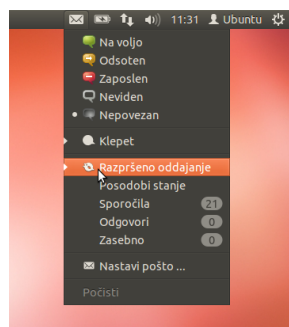 11:31 Ubuntu
Na voljo
Odsoten
Zaposlen
Neviden
Nepovezan
Klepet
Razpršeno oddajanje
Posodobi stanje
Sporočila 21
Odgovori 0
Zasebno 0
Nastavi pošto ...
Počisti